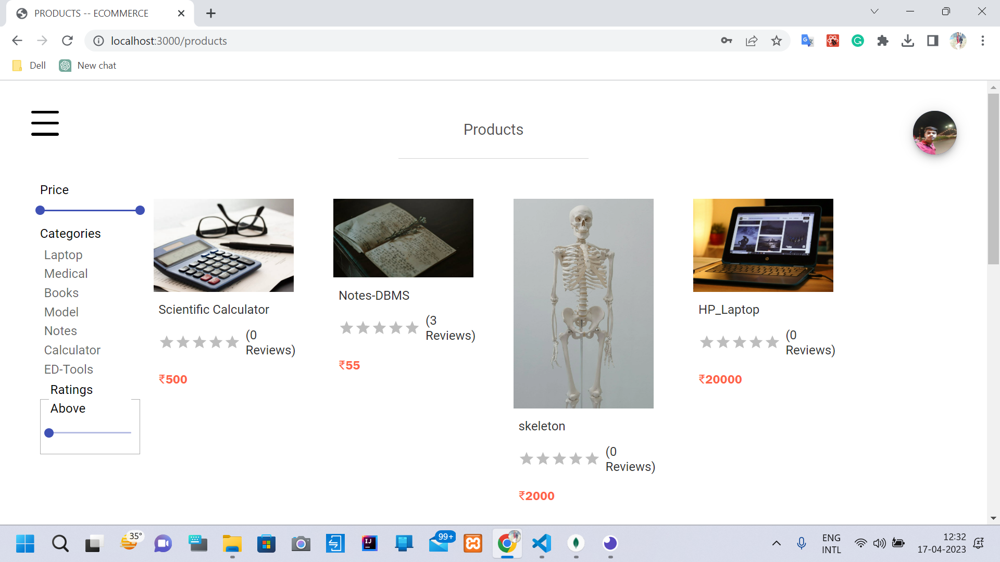 PRODUCTS -- ECOMMERCE
localhost:3000/products
Dell
New chat
Products
Price
Categories
Laptop
Medical
Books
Model
Notes
Calculator
ED-Tools
Ratings
Above
Scientific Calculator
(0
Reviews)
₹500
Notes-DBMS
(3
Reviews)
₹55
skeleton
(0
Reviews)
₹2000
HP_Laptop
(0
Reviews)
₹20000
35°
IJ
99+
ENG
INTL
12:32
17-04-2023